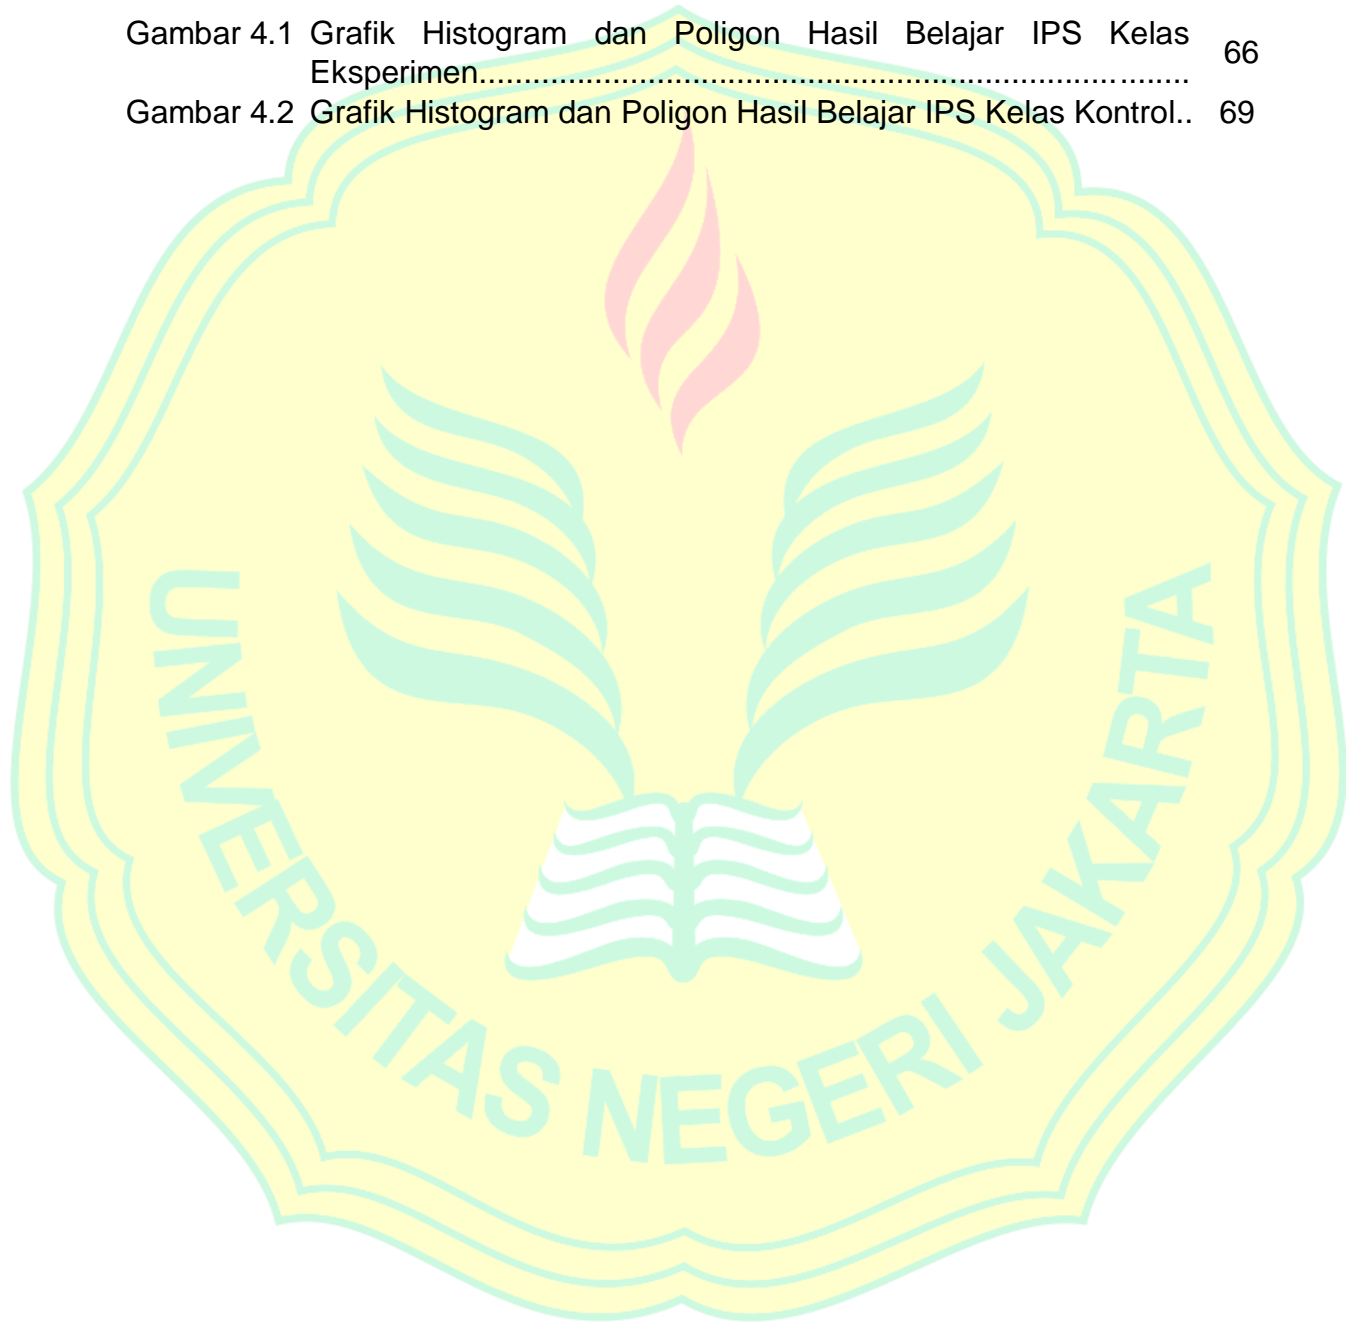 Gambar 4.1 Grafik Histogram dan Poligon Hasil Belajar IPS Kelas
Eksperimen................................................................................ 66
Gambar 4.2 Grafik Histogram dan Poligon Hasil Belajar IPS Kelas Kontrol.. 69
UNIVERSITAS NEGERI JAKARTA